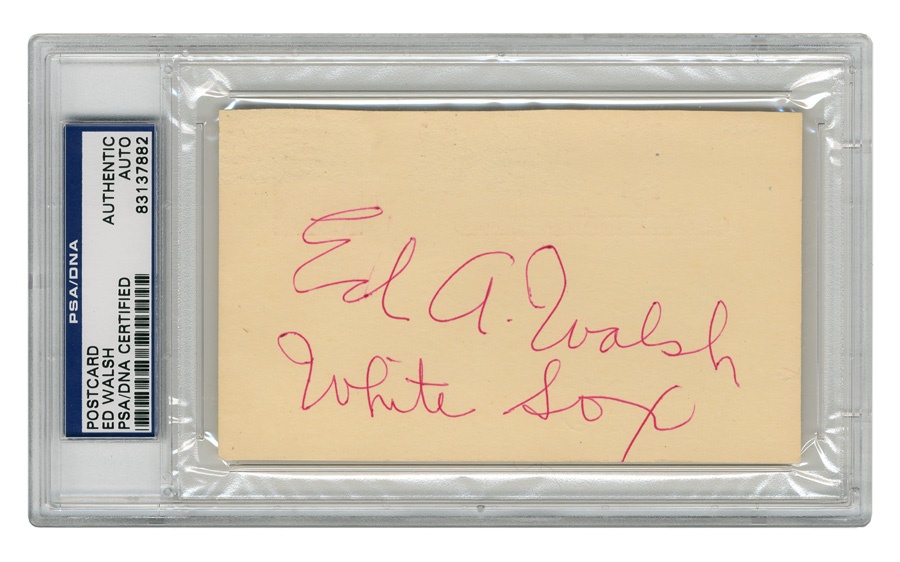 PSA/DNA
POSTCARD
ED WALSH
PSA/DNA CERTIFIED
AUTHENTIC
AUTO
83137882
Ed A. Walsh
White Sox